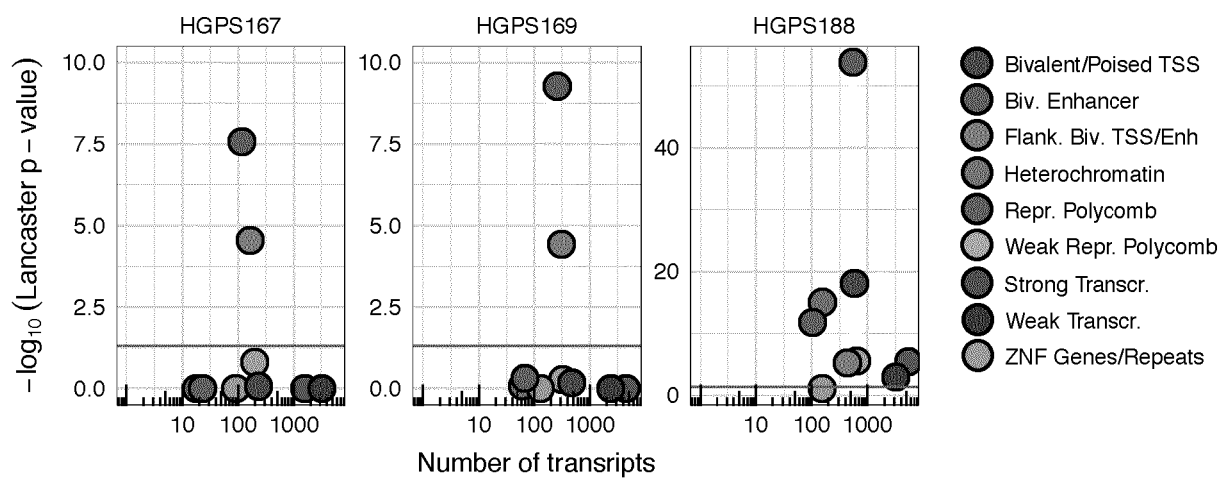 HGPS167 HGPS169 HGPS188
−log10 (Lancaster p − value)
10.0
7.5
5.0
2.5
0.0
10 100 1000
10.0
7.5
5.0
2.5
0.0
10 100 1000
40
20
0
10 100 1000
Number of transripts
Bivalent/Poised TSS
Biv. Enhancer
Flank. Biv. TSS/Enh
Heterochromatin
Repr. Polycomb
Weak Repr. Polycomb
Strong Transcr.
Weak Transcr.
ZNF Genes/Repeats